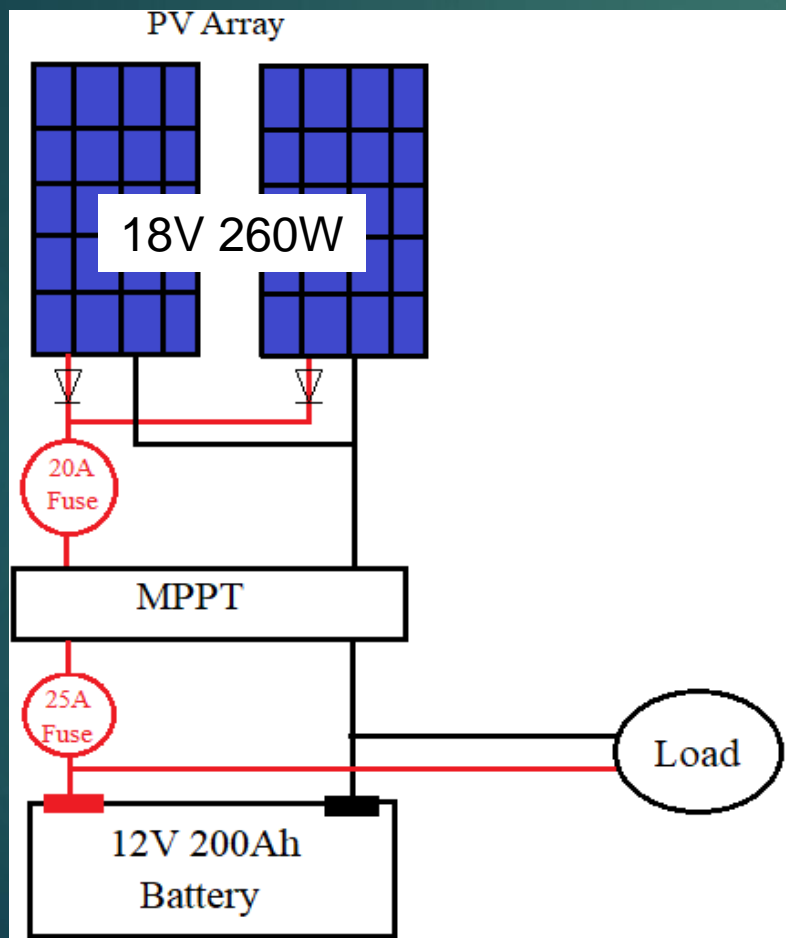 PV Array
18V 260W
20A
Fuse
MPPT
25A
Fuse
Load
12V 200Ah
Battery